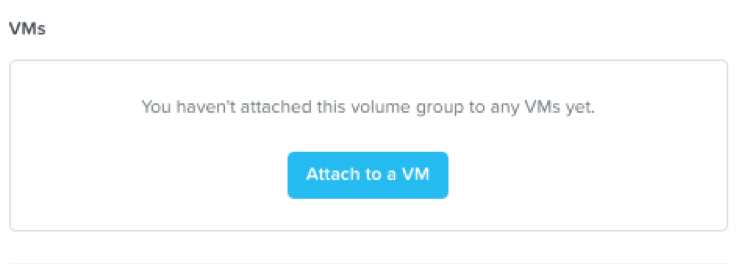 VMs
You haven't attached this volume group to any VMs yet.
Attach to a VM